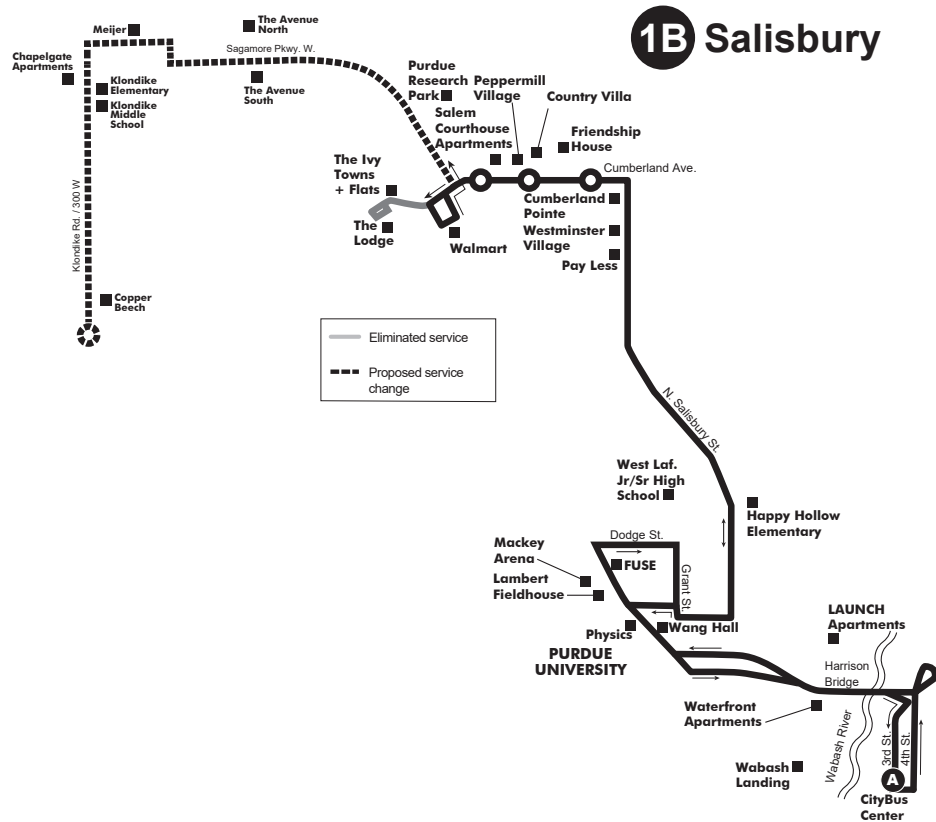 1B Salisbury
Meijer
The Avenue
North
Sagamore Pkwy. W.
Chapelgate
Apartments
Klondike
Elementary
Klondike
Middle
School
The Avenue
South
Purdue
Research
Park
Peppermill
Village
Country Villa
Salem
Courthouse
Apartments
Friendship
House
Cumberland Ave.
The Ivy
Towns
+ Flats
The
Lodge
Walmart
Cumberland
Pointe
Westminster
Village
Pay Less
Klondike Rd. / 300 W
Copper
Beech
Eliminated service
Proposed service
change
N. Salisbury St.
West Laf.
Jr/Sr High
School
Happy Hollow
Elementary
Dodge St.
Mackey
Arena
FUSE
Lambert
Fieldhouse
Grant St.
Physics
Wang Hall
PURDUE
UNIVERSITY
LAUNCH
Apartments
Harrison
Bridge
Waterfront
Apartments
Wabash River
3rd St.
4th St.
Wabash
Landing
A
CityBus
Center